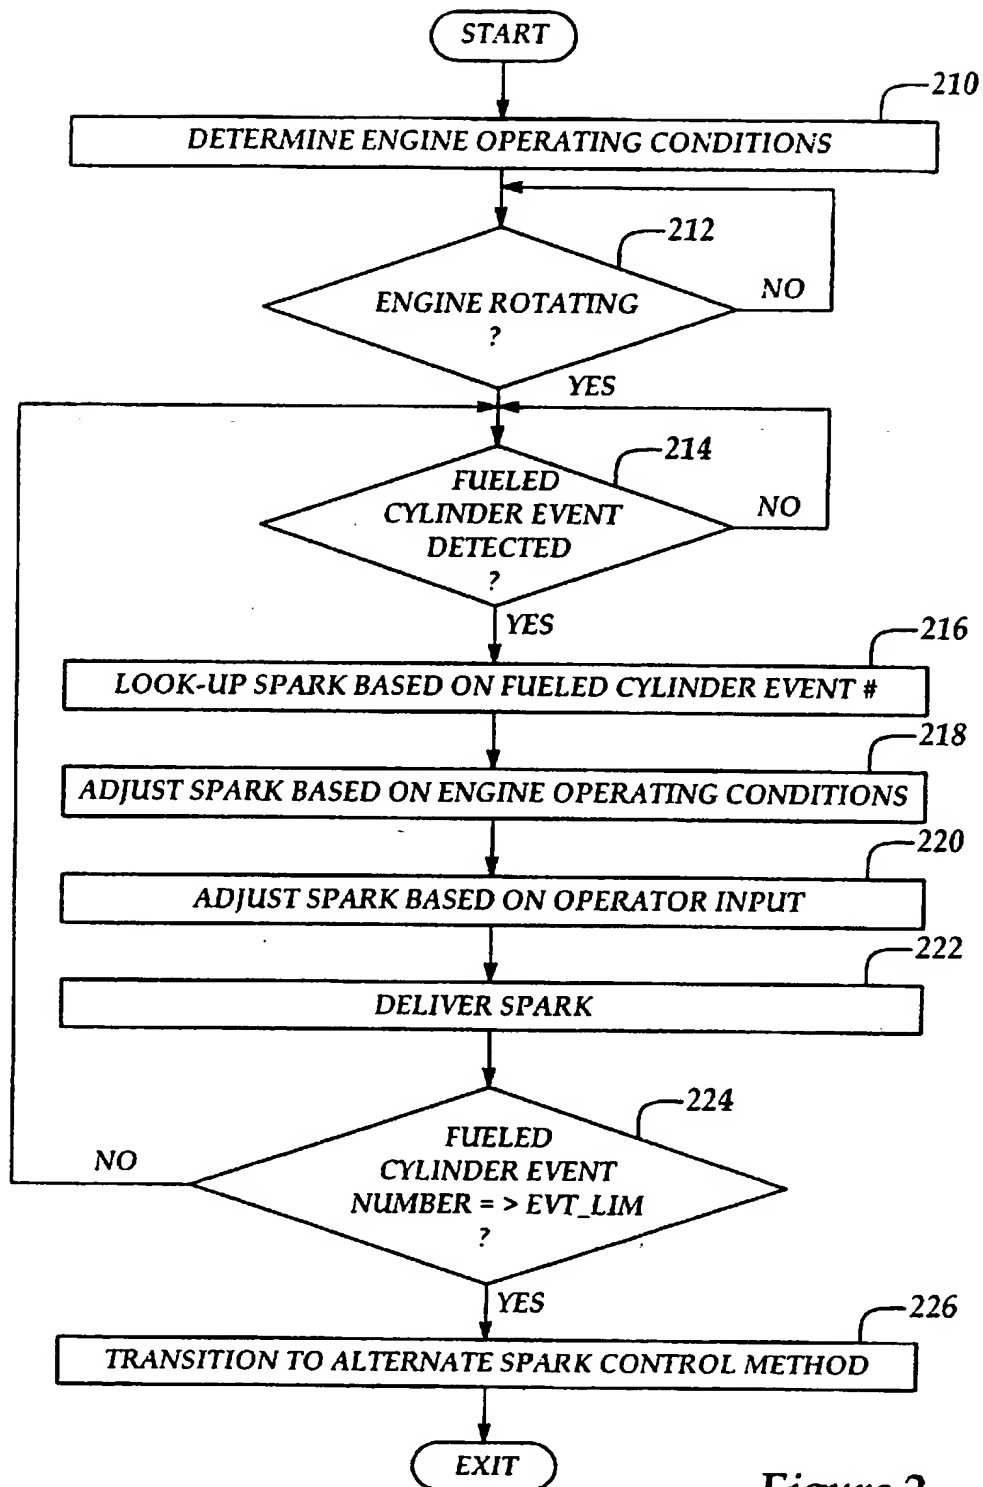 START
210
DETERMINE ENGINE OPERATING CONDITIONS
212
ENGINE ROTATING
?
NO
YES
214
FUELED
CYLINDER EVENT
DETECTED
?
NO
YES
216
LOOK-UP SPARK BASED ON FUELED CYLINDER EVENT #
218
ADJUST SPARK BASED ON ENGINE OPERATING CONDITIONS
220
ADJUST SPARK BASED ON OPERATOR INPUT
222
DELIVER SPARK
224
FUELED
CYLINDER EVENT
NUMBER = > EVT_LIM
?
NO
YES
226
TRANSITION TO ALTERNATE SPARK CONTROL METHOD
EXIT
Figure 2